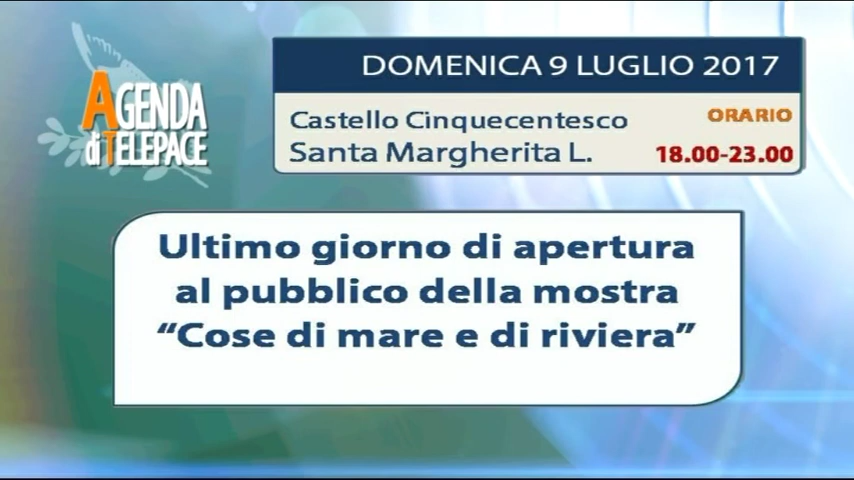 AGENDA
di TELEPACE
DOMENICA 9 LUGLIO 2017
Castello Cinquecentesco
Santa Margherita L.
ORARIO
18.00-23.00
Ultimo giorno di apertura
al pubblico della mostra
“Cose di mare e di riviera”